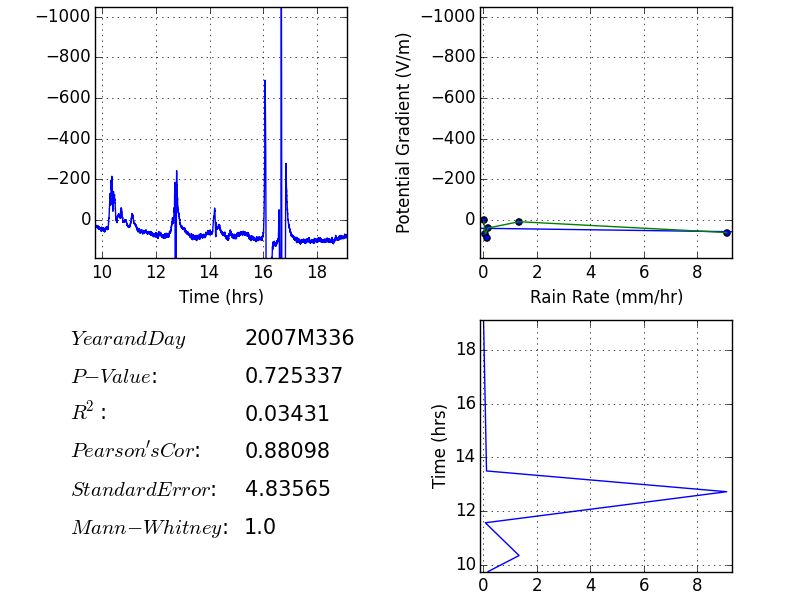 −1000
−800
−600
−400
−200
0
10 12 14 16 18
Time (hrs)
Potential Gradient (V/m)
−1000
−800
−600
−400
−200
0
0 2 4 6 8
Rain Rate (mm/hr)
YearandDay 2007M336
P−Value: 0.725337
R²: 0.03431
Pearson'sCor: 0.88098
StandardError: 4.83565
Mann−Whitney: 1.0
Time (hrs)
18
16
14
12
10
0 2 4 6 8